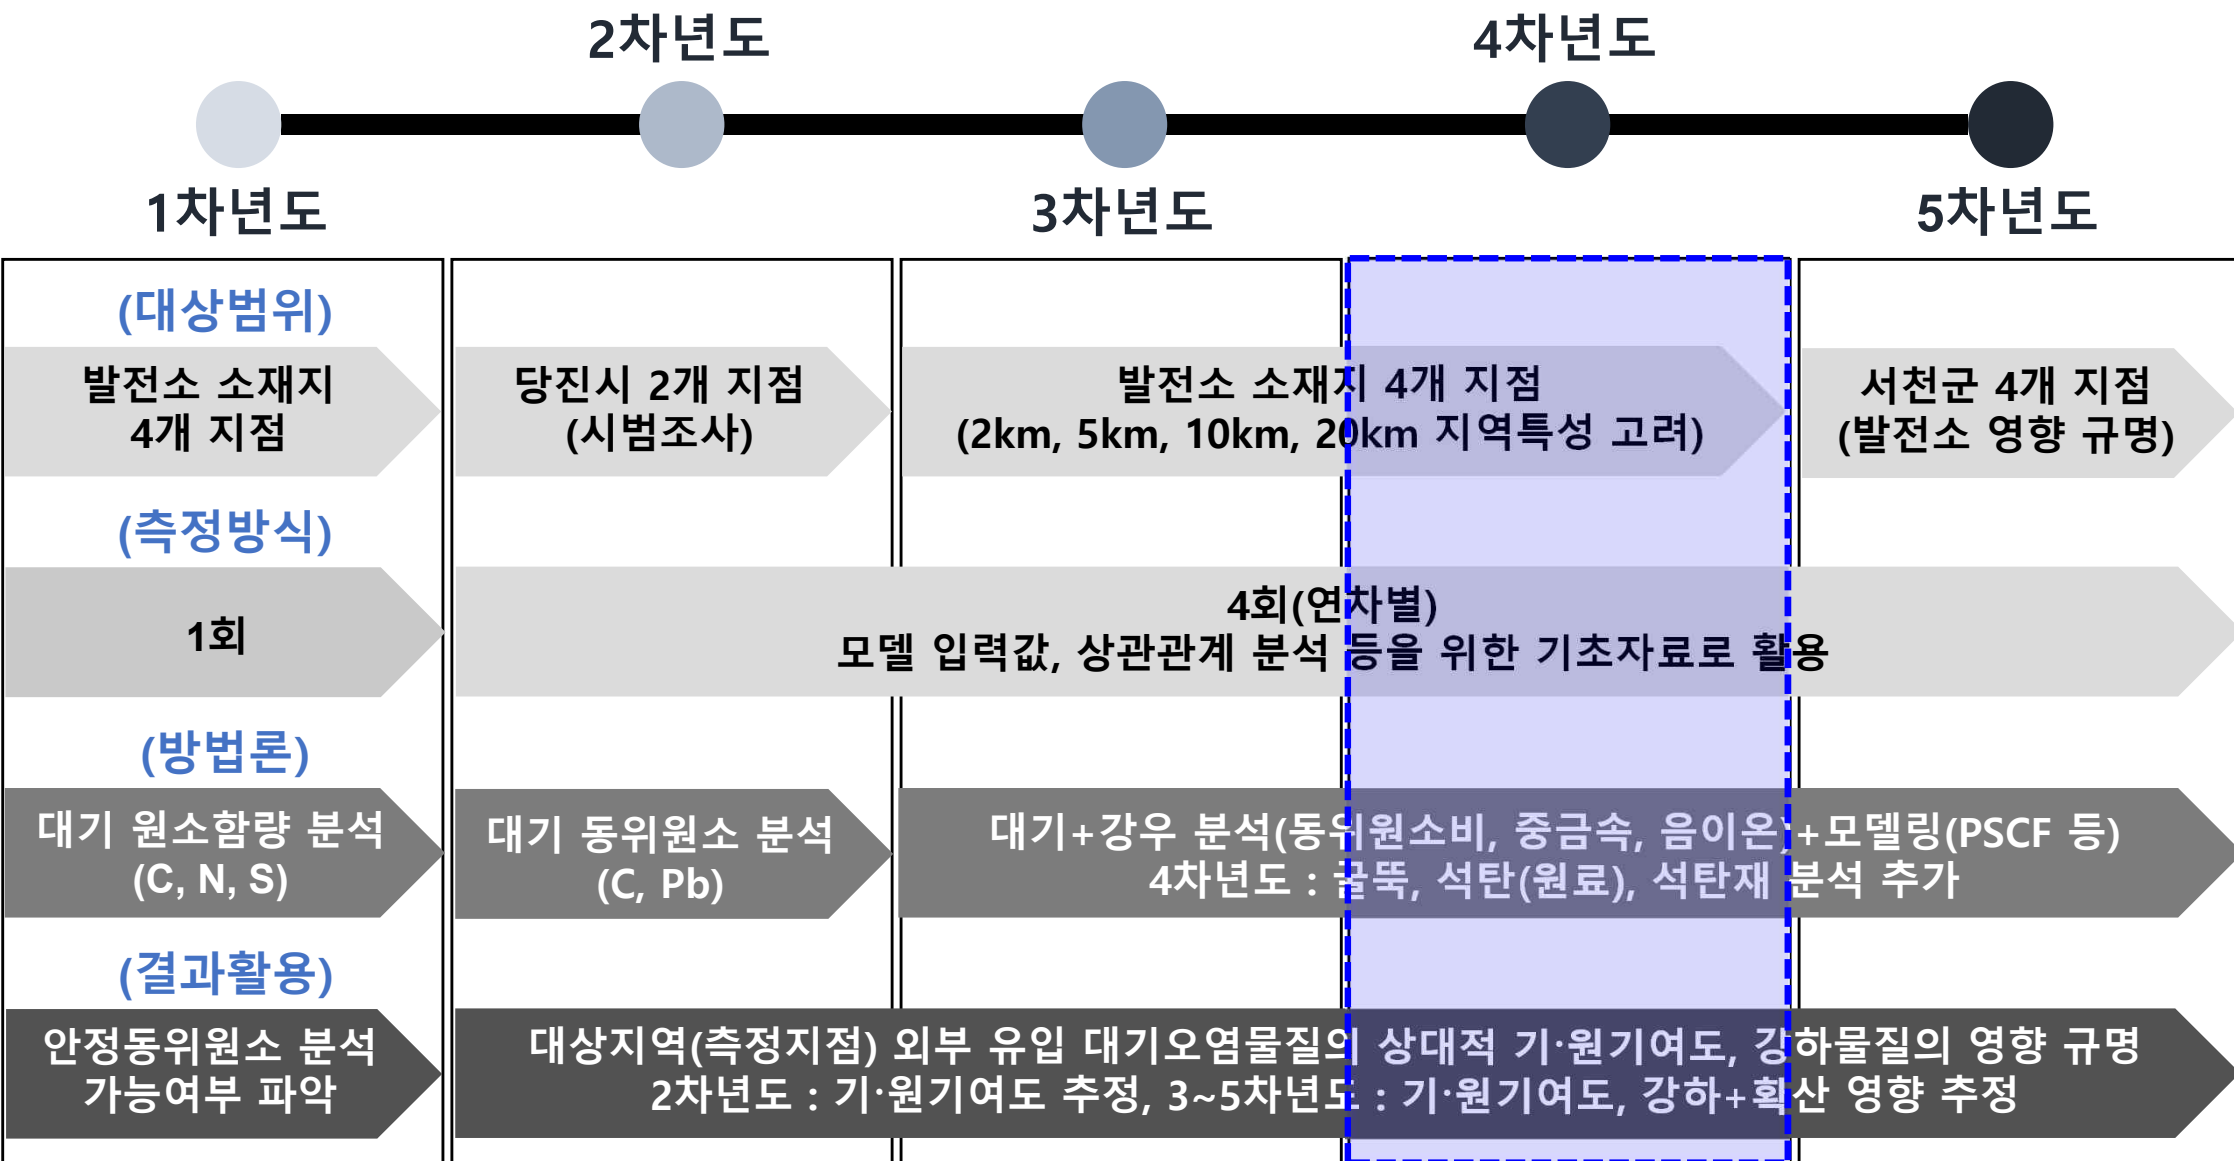 2차년도
4차년도
1차년도
3차년도
5차년도
(대상범위)
발전소 소재지
4개 지점
당진시 2개 지점
(시범조사)
발전소 소재지 4개 지점
(2km, 5km, 10km, 20km 지역특성 고려)
서천군 4개 지점
(발전소 영향 규명)
(측정방식)
1회
4회(연차별)
모델 입력값, 상관관계 분석 등을 위한 기초자료로 활용
(방법론)
대기 원소함량 분석
(C, N, S)
대기 동위원소 분석
(C, Pb)
대기+강우 분석(동위원소비, 중금속, 음이온)+모델링(PSCF 등)
4차년도 : 굴뚝, 석탄(원료), 석탄재 분석 추가
(결과활용)
안정동위원소 분석
가능여부 파악
대상지역(측정지점) 외부 유입 대기오염물질의 상대적 기·원기여도, 강하물질의 영향 규명
2차년도 : 기·원기여도 추정, 3~5차년도 : 기·원기여도, 강하+확산 영향 추정